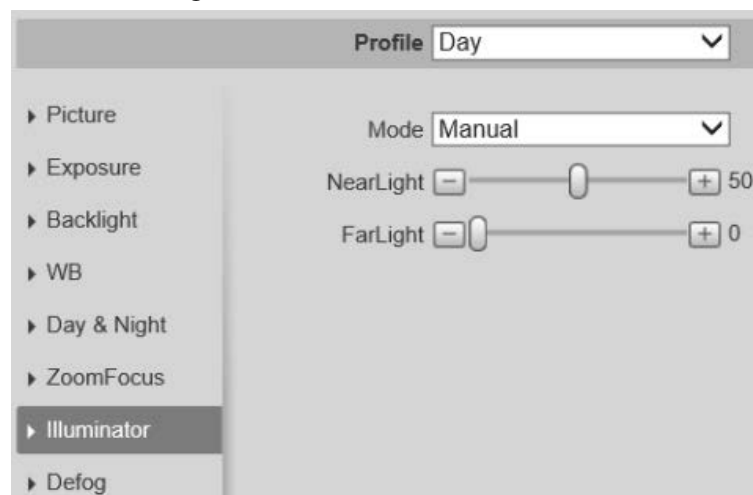 Profile Day
Picture
Mode Manual
Exposure
NearLight 50
Backlight
FarLight 0
WB
Day & Night
ZoomFocus
Illuminator
Defog